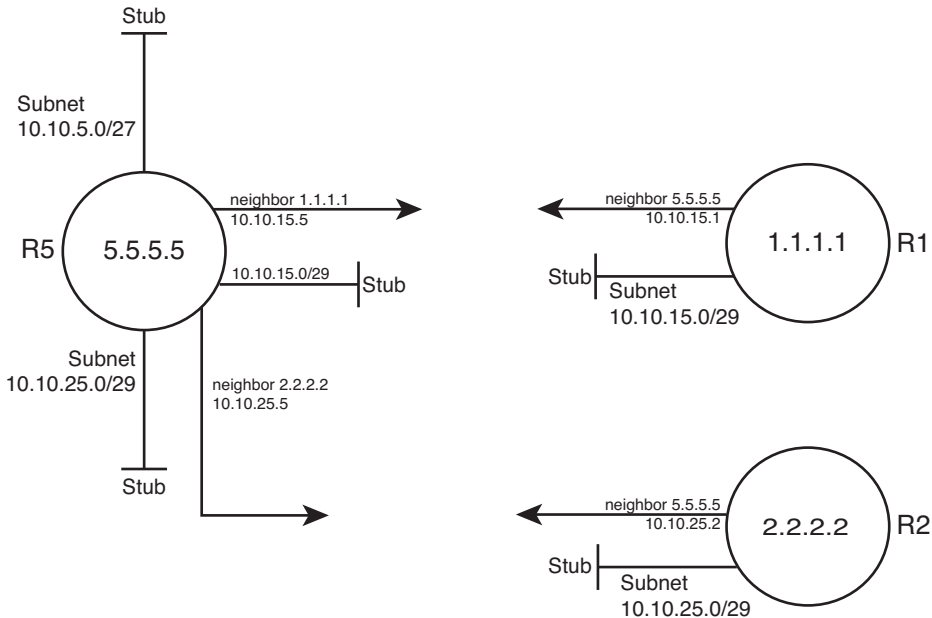 Stub
Subnet
10.10.5.0/27
neighbor 1.1.1.1
10.10.15.5
R5
5.5.5.5
10.10.15.0/29
Stub
Subnet
10.10.25.0/29
neighbor 2.2.2.2
10.10.25.5
Stub
neighbor 5.5.5.5
10.10.15.1
1.1.1.1
R1
Stub
Subnet
10.10.15.0/29
neighbor 5.5.5.5
10.10.25.2
2.2.2.2
R2
Stub
Subnet
10.10.25.0/29